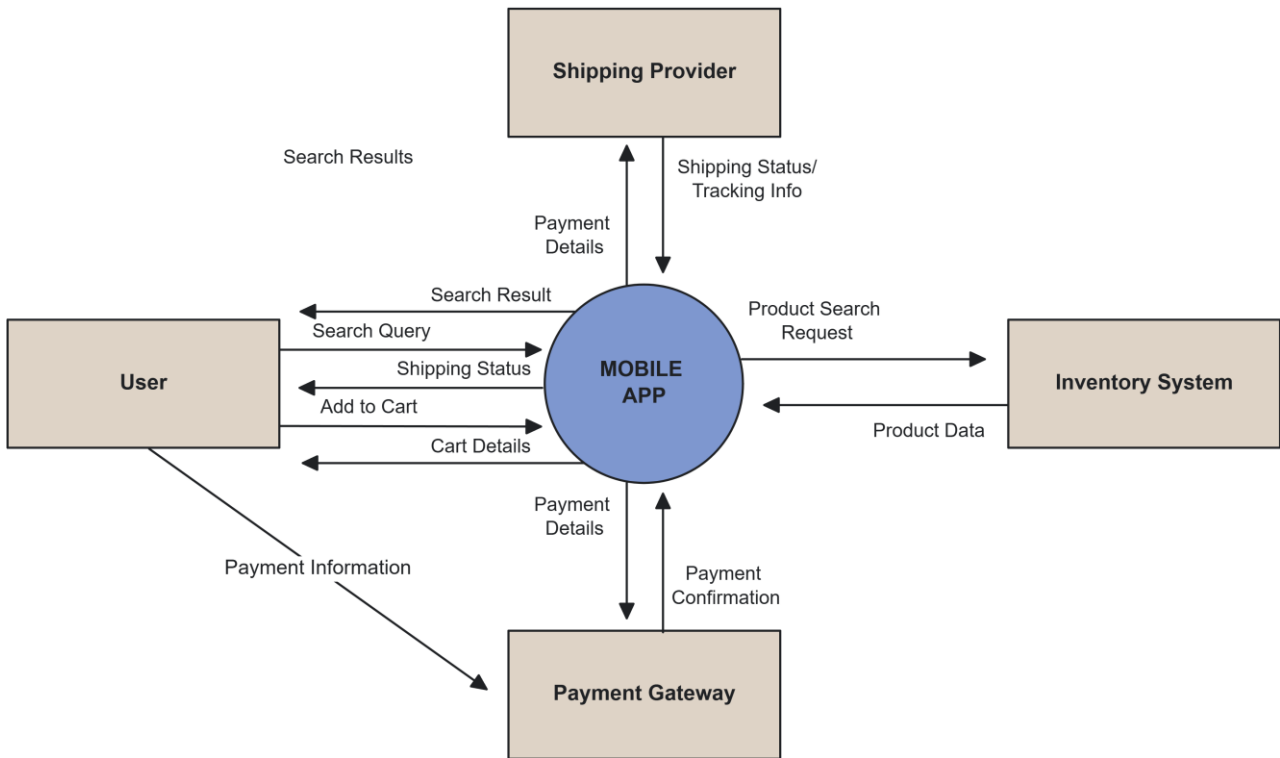 Shipping Provider
Search Results
Shipping Status/
Tracking Info
Payment
Details
Search Result
Product Search
Request
Search Query
User
Shipping Status
MOBILE
APP
Inventory System
Add to Cart
Product Data
Cart Details
Payment
Details
Payment Information
Payment
Confirmation
Payment Gateway